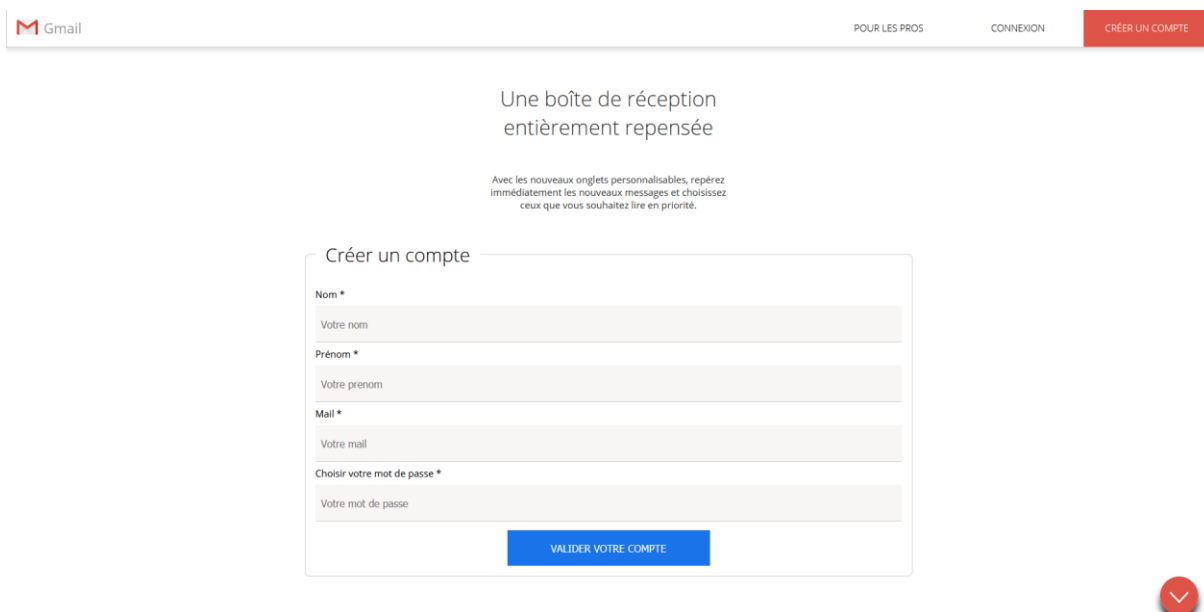 Gmail
POUR LES PROS
CONNEXION
CRÉER UN COMPTE
Une boîte de réception
entièrement repensée
Avec les nouveaux onglets personnalisables, repérez
immédiatement les nouveaux messages et choisissez
ceux que vous souhaitez lire en priorité.
Créer un compte
Nom *
Votre nom
Prénom *
Votre prenom
Mail *
Votre mail
Choisir votre mot de passe *
Votre mot de passe
VALIDER VOTRE COMPTE